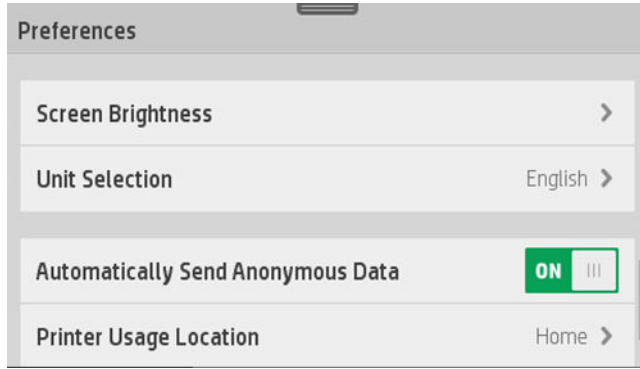 Preferences
Screen Brightness
Unit Selection English
Automatically Send Anonymous Data ON
Printer Usage Location Home